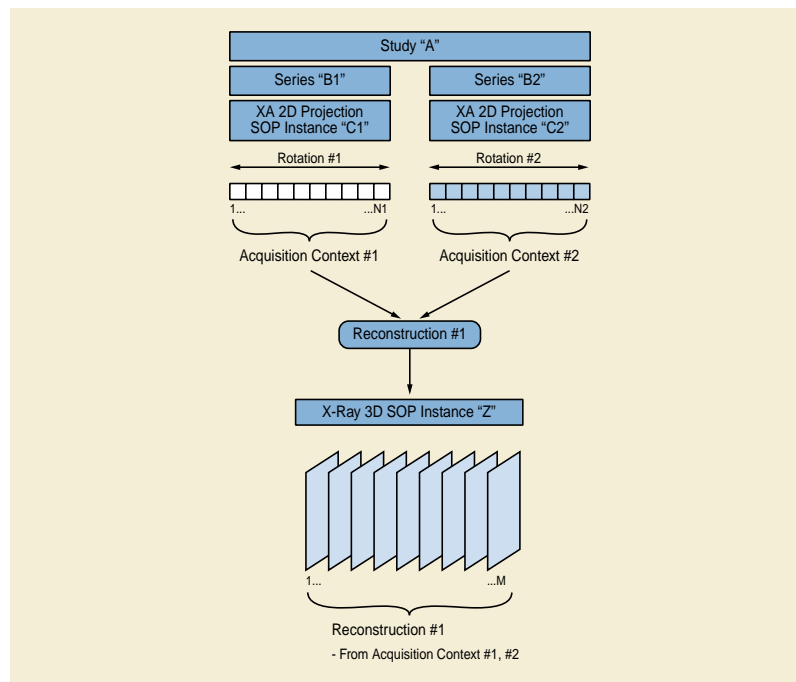 Study “A”
Series “B1”
Series “B2”
XA 2D Projection
SOP Instance “C1”
XA 2D Projection
SOP Instance “C2”
Rotation #1
Rotation #2
1...
...N1
1...
...N2
Acquisition Context #1
Acquisition Context #2
Reconstruction #1
X-Ray 3D SOP Instance “Z”
1...
...M
Reconstruction #1
- From Acquisition Context #1, #2